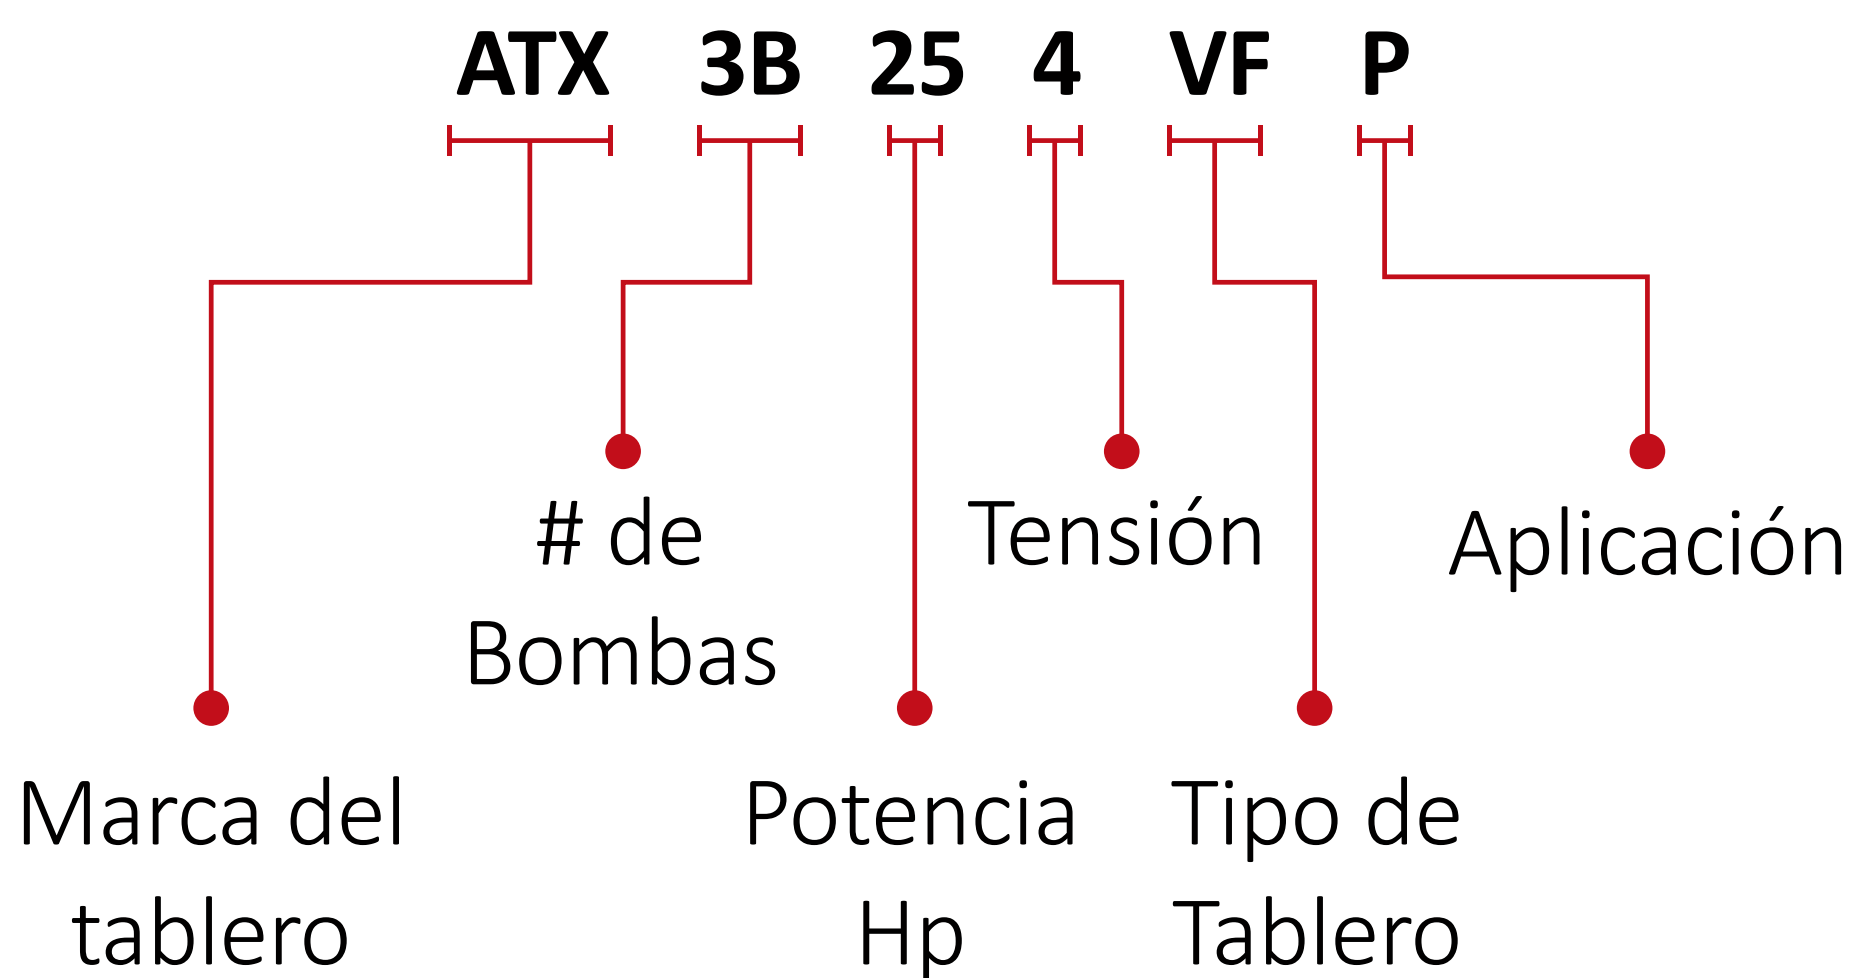 ATX 3B 25 4 VF P
# de
Bombas
Tensión
Aplicación
Marca del
tablero
Potencia
Hp
Tipo de
Tablero